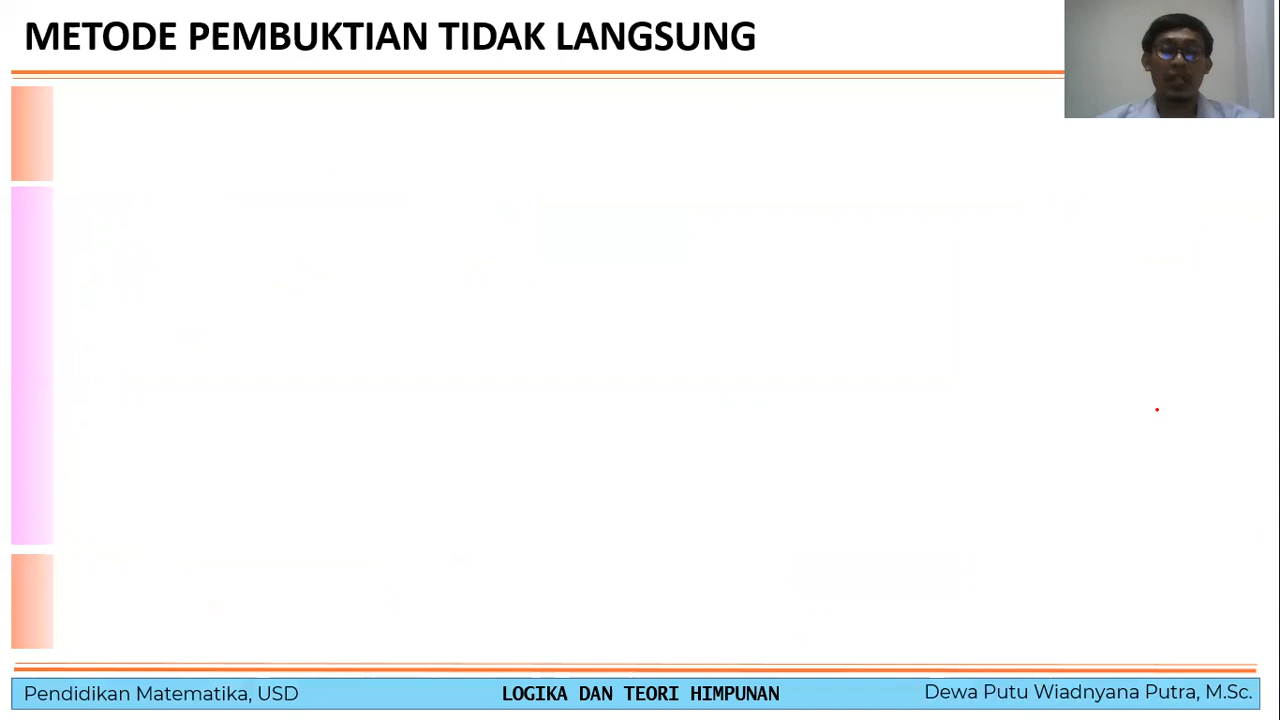 METODE PEMBUKTIAN TIDAK LANGSUNG
Pendidikan Matematika, USD
LOGIKA DAN TEORI HIMPUNAN
Dewa Putu Wiadnyana Putra, M.Sc.